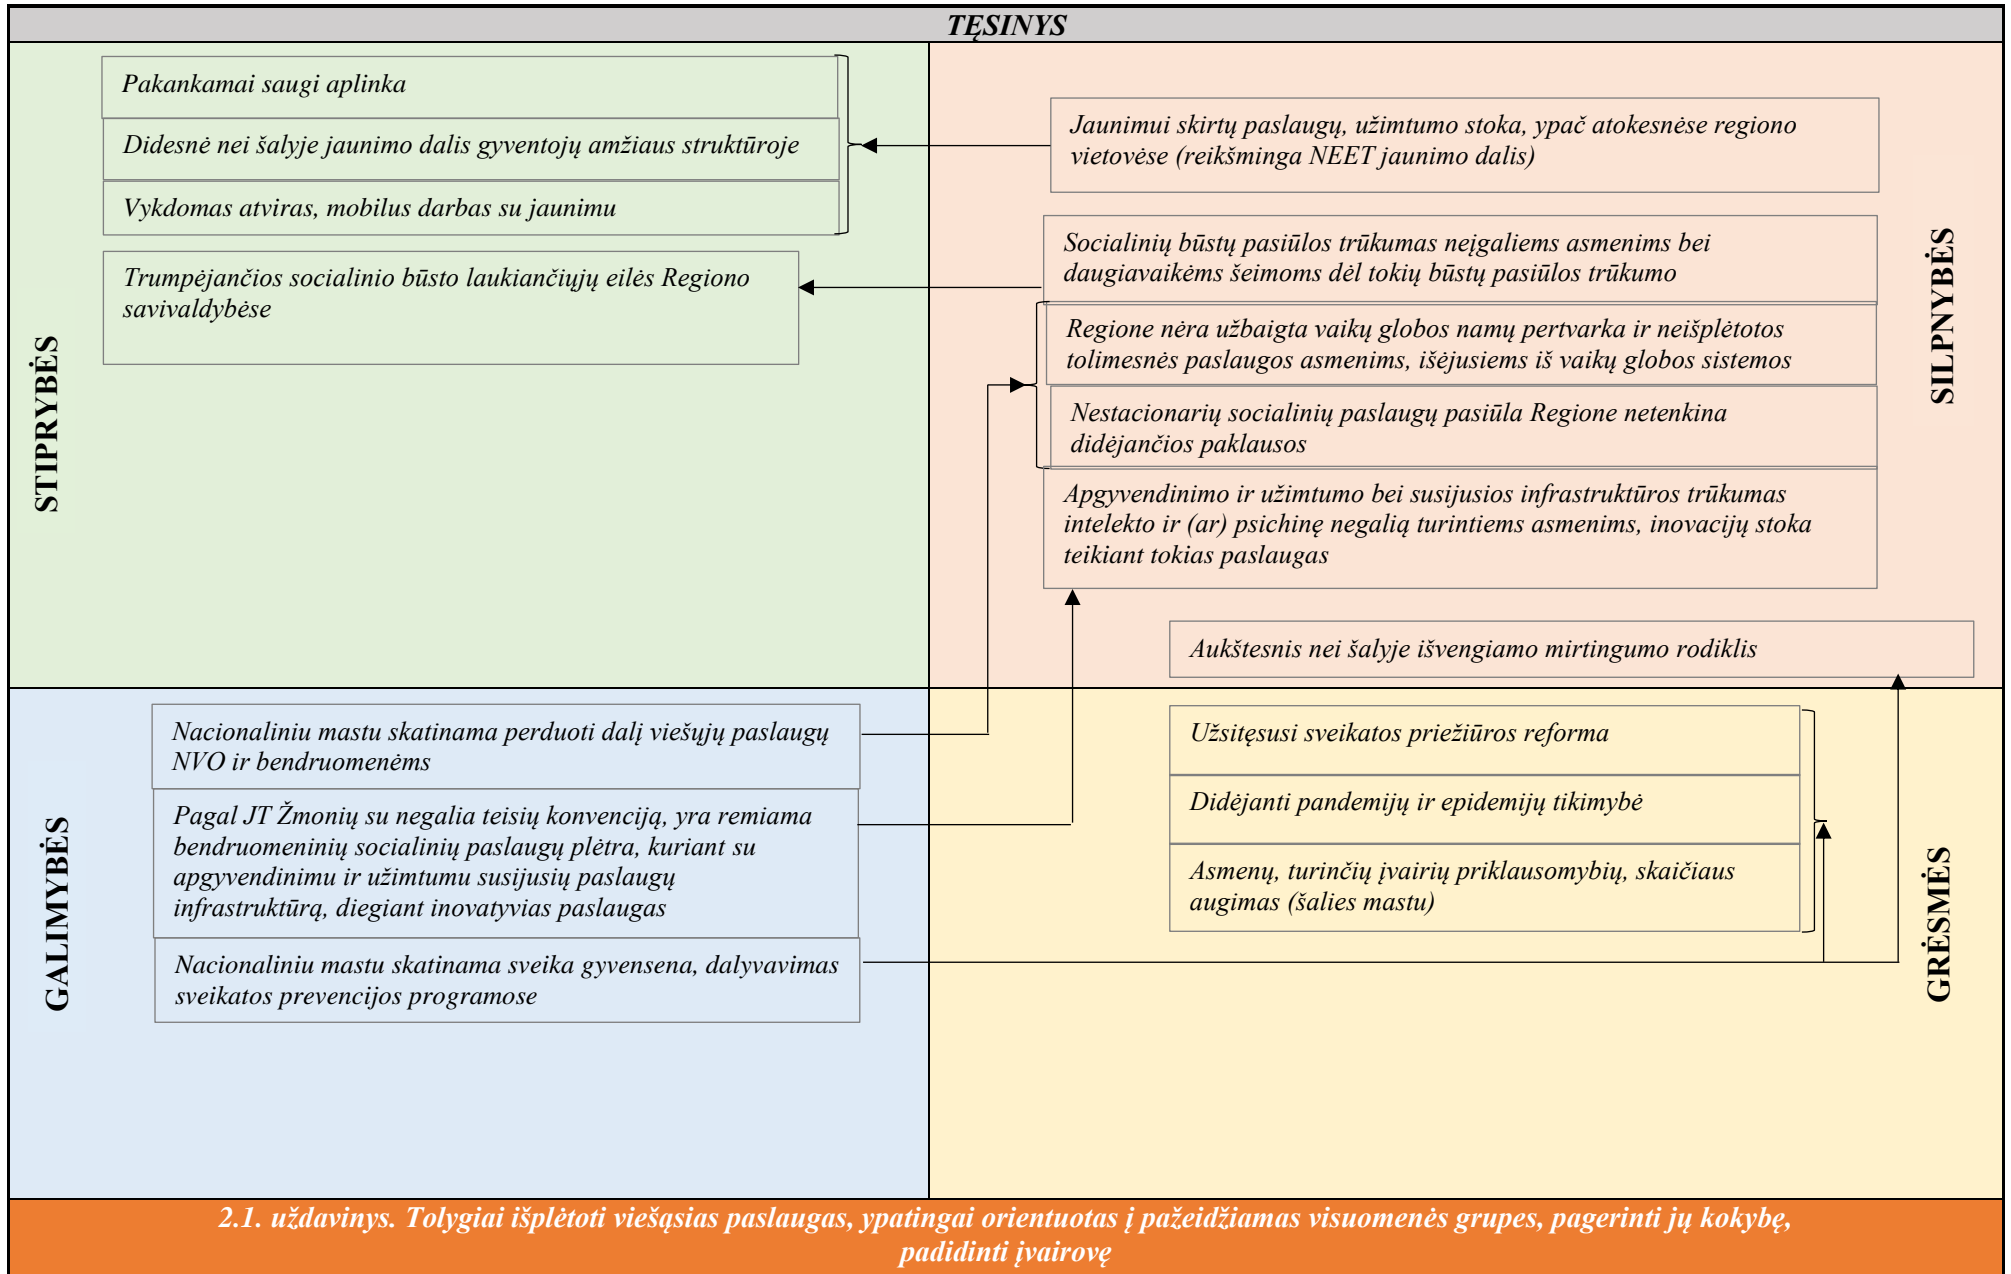 TĘSINYS
STIPRYBĖS
Pakankamai saugi aplinka
Didesnė nei šalyje jaunimo dalis gyventojų amžiaus struktūroje
Vykdomas atviras, mobilus darbas su jaunimu
Trumpėjančios socialinio būsto laukiančiųjų eilės Regiono
savivaldybėse
SILPNYBĖS
Jaunimui skirtų paslaugų, užimtumo stoka, ypač atokesnėse regiono
vietovėse (reikšminga NEET jaunimo dalis)
Socialinių būstų pasiūlos trūkumas neįgaliems asmenims bei
daugiavaikėms šeimoms dėl tokių būstų pasiūlos trūkumo
Regione nėra užbaigta vaikų globos namų pertvarka ir neišplėtotos
tolimesnės paslaugos asmenims, išėjusiems iš vaikų globos sistemos
Nestacionarių socialinių paslaugų pasiūla Regione netenkina
didėjančios paklausos
Apgyvendinimo ir užimtumo bei susijusios infrastruktūros trūkumas
intelekto ir (ar) psichinę negalią turintiems asmenims, inovacijų stoka
teikiant tokias paslaugas
Aukštesnis nei šalyje išvengiamo mirtingumo rodiklis
GALIMYBĖS
Nacionaliniu mastu skatinama perduoti dalį viešųjų paslaugų
NVO ir bendruomenėms
Pagal JT Žmonių su negalia teisių konvenciją, yra remiama
bendruomeninių socialinių paslaugų plėtra, kuriant su
apgyvendinimu ir užimtumu susijusių paslaugų
infrastruktūrą, diegiant inovatyvias paslaugas
Nacionaliniu mastu skatinama sveika gyvensena, dalyvavimas
sveikatos prevencijos programose
GRĖSMĖS
Užsitęsusi sveikatos priežiūros reforma
Didėjanti pandemijų ir epidemijų tikimybė
Asmenų, turinčių įvairių priklausomybių, skaičiaus
augimas (šalies mastu)
2.1. uždavinys. Tolygiai išplėtoti viešąsias paslaugas, ypatingai orientuotas į pažeidžiamas visuomenės grupes, pagerinti jų kokybę,
padidinti įvairovę